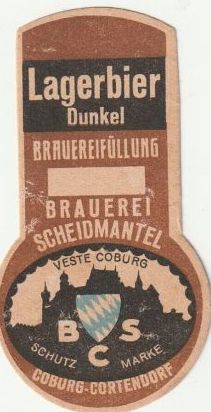 Lagerbier
Dunkel
BRAUEREIFÜLLUNG
BRAUEREI
SCHEIDMANTEL
VESTE COBURG
B S
C
SCHUTZ MARKE
COBURG-CORTENDORF